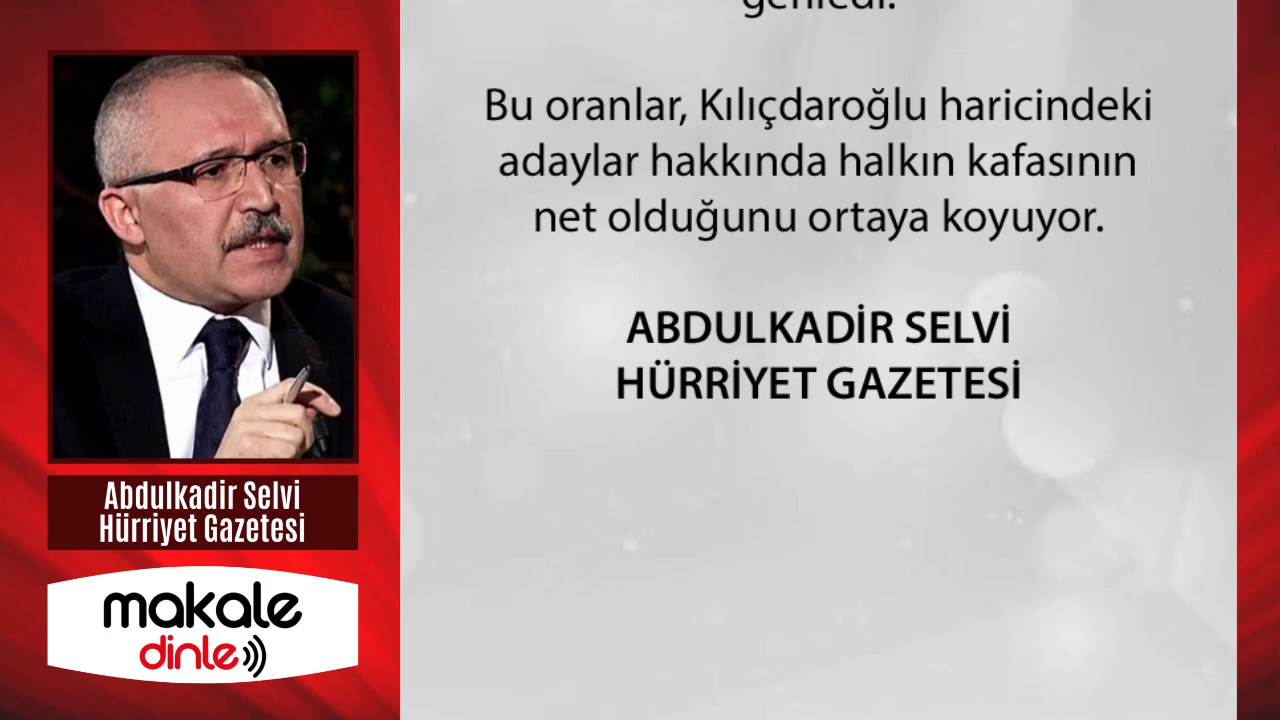 Bu oranlar, Kılıçdaroğlu haricindeki
adaylar hakkında halkın kafasının
net olduğunu ortaya koyuyor.
ABDULKADİR SELVİ
HÜRRİYET GAZETESİ
Abdulkadir Selvi
Hürriyet Gazetesi
makale
dinle